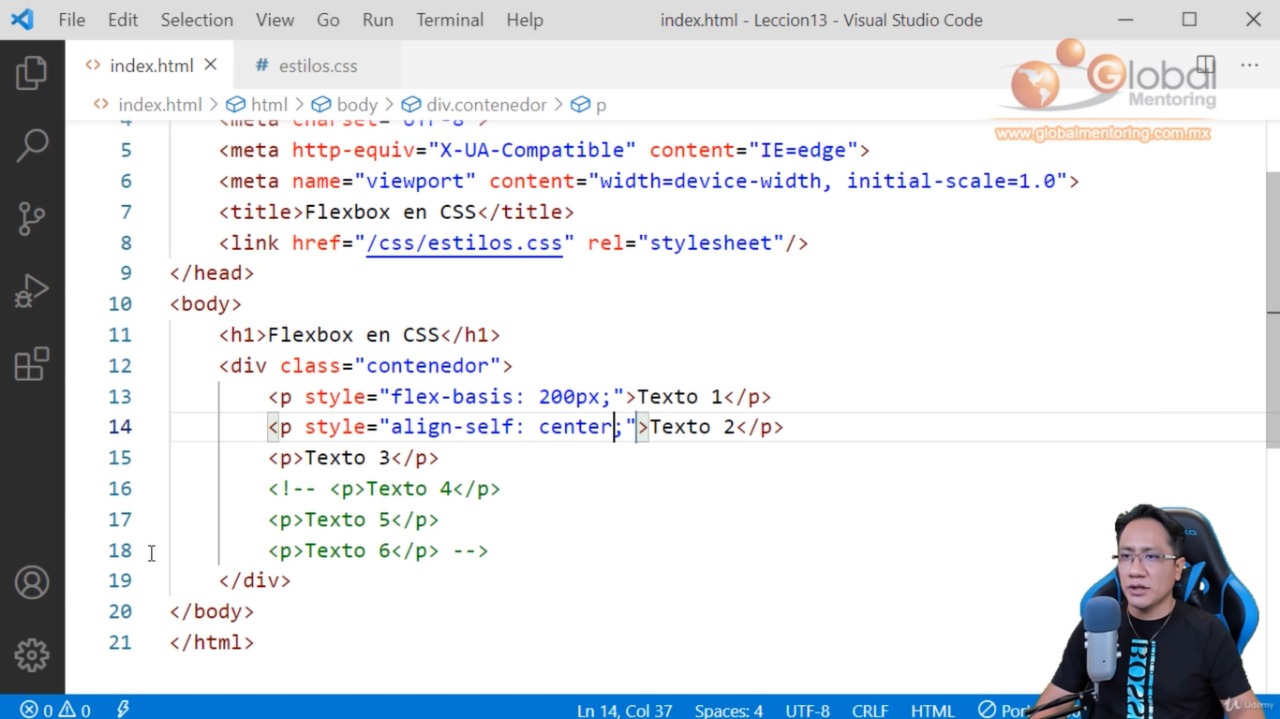 File Edit Selection View Go Run Terminal Help index.html - Leccion13 - Visual Studio Code
index.html estilos.css
Global
Mentoring
www.globalmentoring.com.mx
index.html > html > body > div.contenedor > p
4 <meta charset="UTF-8">
5 <meta http-equiv="X-UA-Compatible" content="IE=edge">
6 <meta name="viewport" content="width=device-width, initial-scale=1.0">
7 <title>Flexbox en CSS</title>
8 <link href="/css/estilos.css" rel="stylesheet"/>
9 </head>
10 <body>
11 <h1>Flexbox en CSS</h1>
12 <div class="contenedor">
13 <p style="flex-basis: 200px;">Texto 1</p>
14 <p style="align-self: center;">Texto 2</p>
15 <p>Texto 3</p>
16 <!-- <p>Texto 4</p>
17 <p>Texto 5</p>
18 <p>Texto 6</p> -->
19 </div>
20 </body>
21 </html>
0 0 Ln 14, Col 37 Spaces: 4 UTF-8 CRLF HTML
Udemy